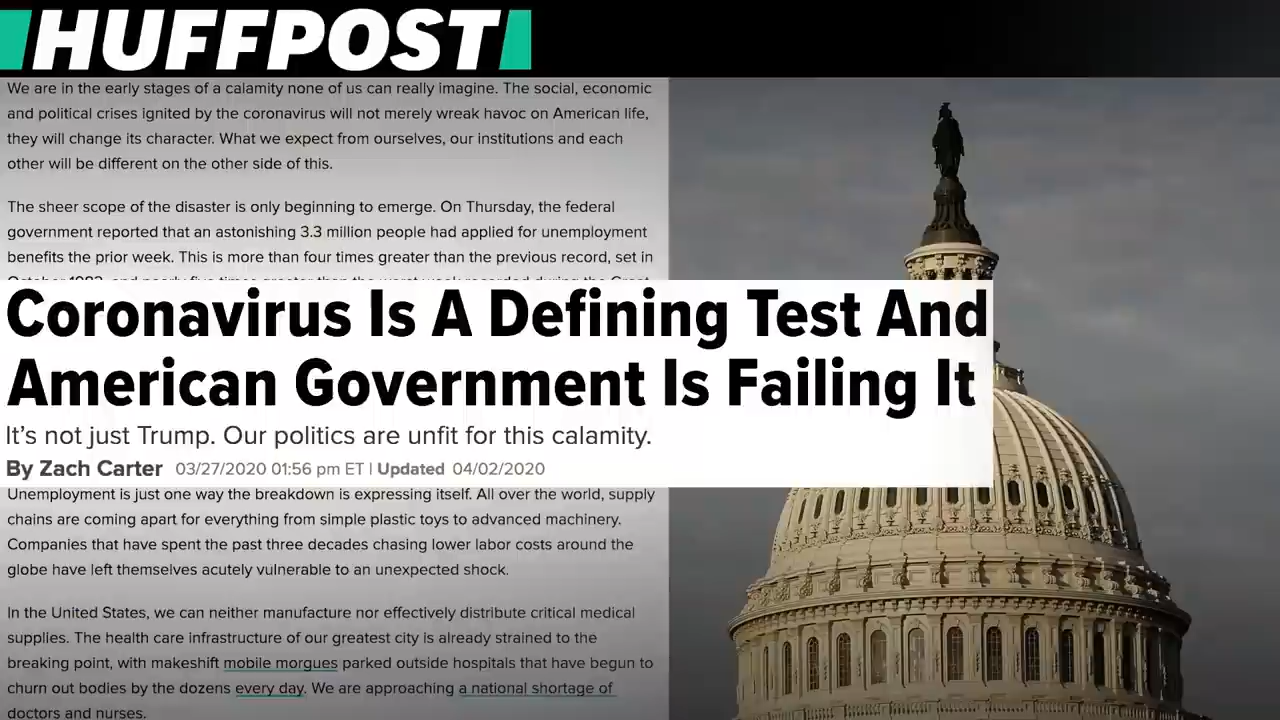 HUFFPOST
We are in the early stages of a calamity none of us can really imagine. The social, economic
and political crises ignited by the coronavirus will not merely wreak havoc on American life,
they will change its character. What we expect from ourselves, our institutions and each
other will be different on the other side of this.
The sheer scope of the disaster is only beginning to emerge. On Thursday, the federal
government reported that an astonishing 3.3 million people had applied for unemployment
benefits the prior week. This is more than four times greater than the previous record, set in
Coronavirus Is A Defining Test And
American Government Is Failing It
It’s not just Trump. Our politics are unfit for this calamity.
By Zach Carter 03/27/2020 01:56 pm ET | Updated 04/02/2020
Unemployment is just one way the breakdown is expressing itself. All over the world, supply
chains are coming apart for everything from simple plastic toys to advanced machinery.
Companies that have spent the past three decades chasing lower labor costs around the
globe have left themselves acutely vulnerable to an unexpected shock.
In the United States, we can neither manufacture nor effectively distribute critical medical
supplies. The health care infrastructure of our greatest city is already strained to the
breaking point, with makeshift mobile morgues parked outside hospitals that have begun to
churn out bodies by the dozens every day. We are approaching a national shortage of
doctors and nurses.